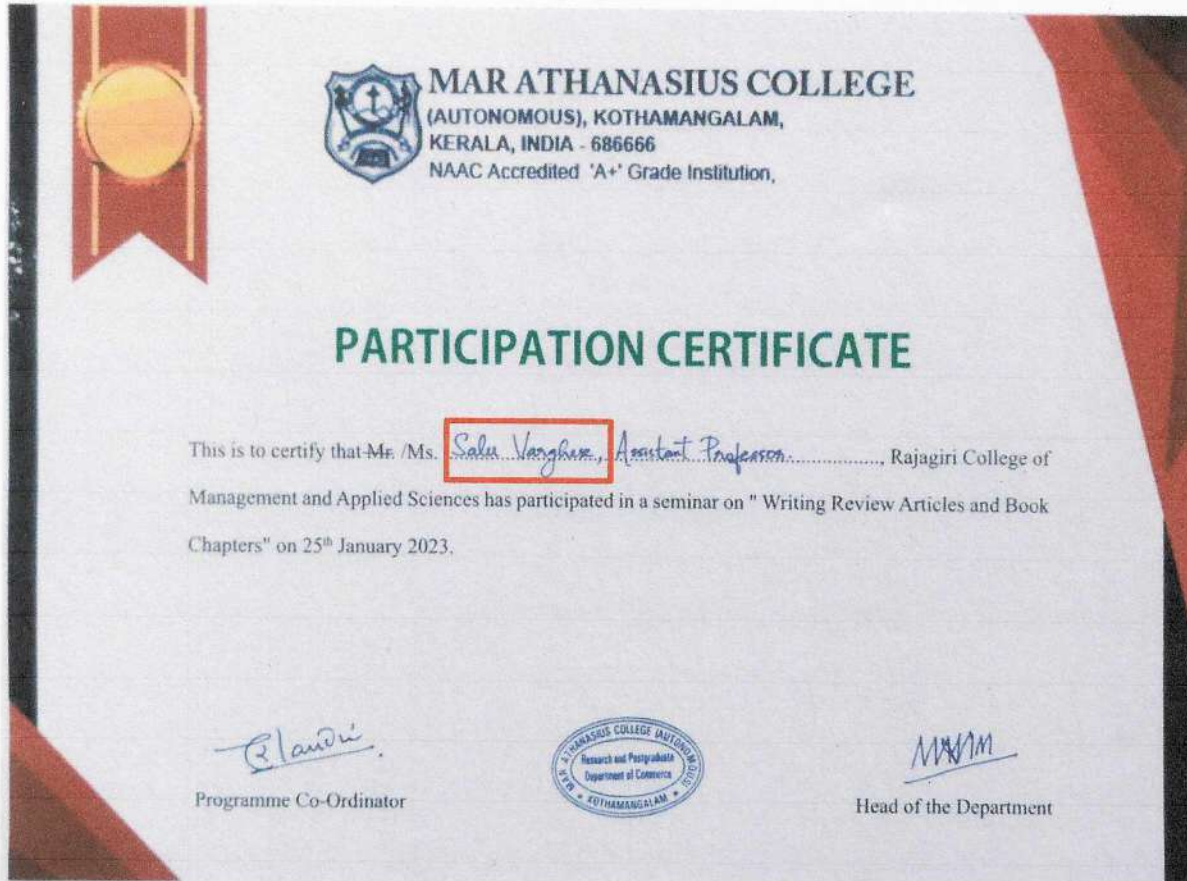 MAR ATHANASIUS COLLEGE
(AUTONOMOUS), KOTHAMANGALAM,
KERALA, INDIA - 686666
NAAC Accredited 'A+' Grade Institution,
PARTICIPATION CERTIFICATE
This is to certify that Mr. /Ms. Salu Varghese, Assistant Professor. ................, Rajagiri College of
Management and Applied Sciences has participated in a seminar on " Writing Review Articles and Book
Chapters" on 25th January 2023.
MAR ATHANASIUS COLLEGE (AUTONOMOUS)
Research and Postgraduate
Department of Commerce
KOTHAMANGALAM
Programme Co-Ordinator
Head of the Department